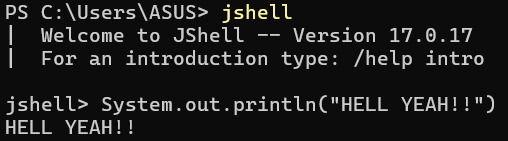 PS C:\Users\ASUS> jshell
|  Welcome to JShell -- Version 17.0.17
|  For an introduction type: /help intro
jshell> System.out.println("HELL YEAH!!")
HELL YEAH!!